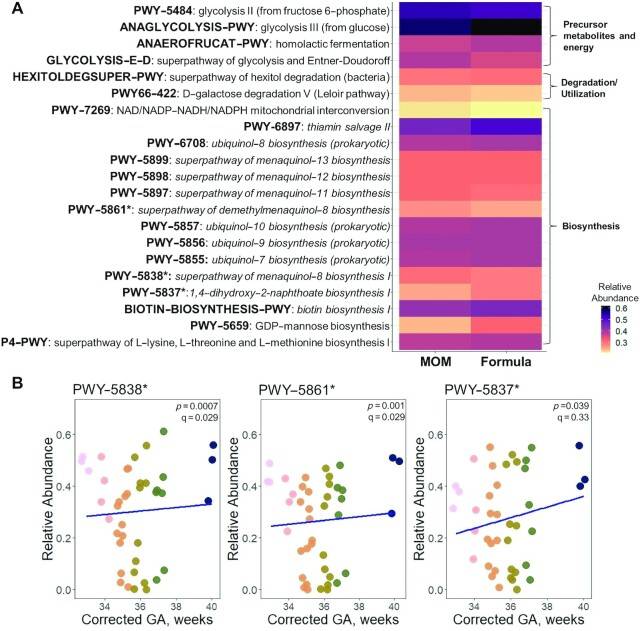 A
PWY-5484: glycolysis II (from fructose 6-phosphate)
ANAGLYCOLYSIS-PWY: glycolysis III (from glucose)
ANAEROFRUCAT-PWY: homolactic fermentation
GLYCOLYSIS-E-D: superpathway of glycolysis and Entner-Doudoroff
HEXITOLDEGSUPER-PWY: superpathway of hexitol degradation (bacteria)
PWY66-422: D-galactose degradation V (Leloir pathway)
PWY-7269: NAD/NADP-NADH/NADPH mitochondrial interconversion
PWY-6897: thiamin salvage II
PWY-6708: ubiquinol-8 biosynthesis (prokaryotic)
PWY-5899: superpathway of menaquinol-13 biosynthesis
PWY-5898: superpathway of menaquinol-12 biosynthesis
PWY-5897: superpathway of menaquinol-11 biosynthesis
PWY-5861*: superpathway of demethylmenaquinol-8 biosynthesis
PWY-5857: ubiquinol-10 biosynthesis (prokaryotic)
PWY-5856: ubiquinol-9 biosynthesis (prokaryotic)
PWY-5855: ubiquinol-7 biosynthesis (prokaryotic)
PWY-5838*: superpathway of menaquinol-8 biosynthesis I
PWY-5837*: 1,4-dihydroxy-2-naphthoate biosynthesis I
BIOTIN-BIOSYNTHESIS-PWY: biotin biosynthesis I
PWY-5659: GDP-mannose biosynthesis
P4-PWY: superpathway of L-lysine, L-threonine and L-methionine biosynthesis I
MOM Formula
Precursor
metabolites and
energy
Degradation/
Utilization
Biosynthesis
Relative
Abundance
0.6
0.5
0.4
0.3
B
PWY-5838* PWY-5861* PWY-5837*
p=0.0007
q=0.029
p=0.001
q=0.029
p=0.039
q=0.33
Relative Abundance
0.6
0.4
0.2
0.0
34 36 38 40
Corrected GA, weeks
Relative Abundance
0.6
0.4
0.2
0.0
34 36 38 40
Corrected GA, weeks
Relative Abundance
0.6
0.4
0.2
0.0
34 36 38 40
Corrected GA, weeks